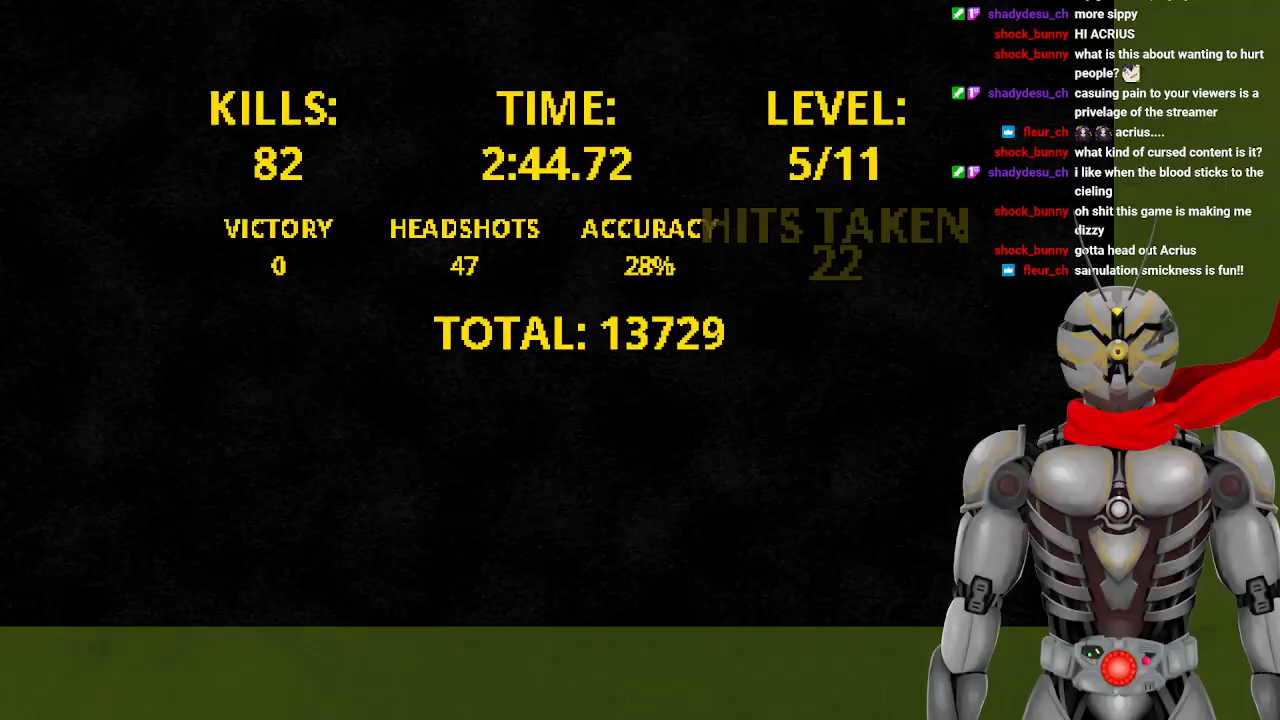 KILLS: TIME: LEVEL:
82 2:44.72 5/11
VICTORY HEADSHOTS ACCURACY HITS TAKEN
0 47 28% 22
TOTAL: 13729
shadydesu_ch more sippy
shock_bunny HI ACRIUS
shock_bunny what is this about wanting to hurt
people?
shadydesu_ch casuing pain to your viewers is a
privelage of the streamer
fleur_ch acrius....
shock_bunny what kind of cursed content is it?
shadydesu_ch i like when the blood sticks to the
cieling
shock_bunny oh shit this game is making me
dizzy
shock_bunny gotta head out Acrius
fleur_ch samulation smickness is fun!!